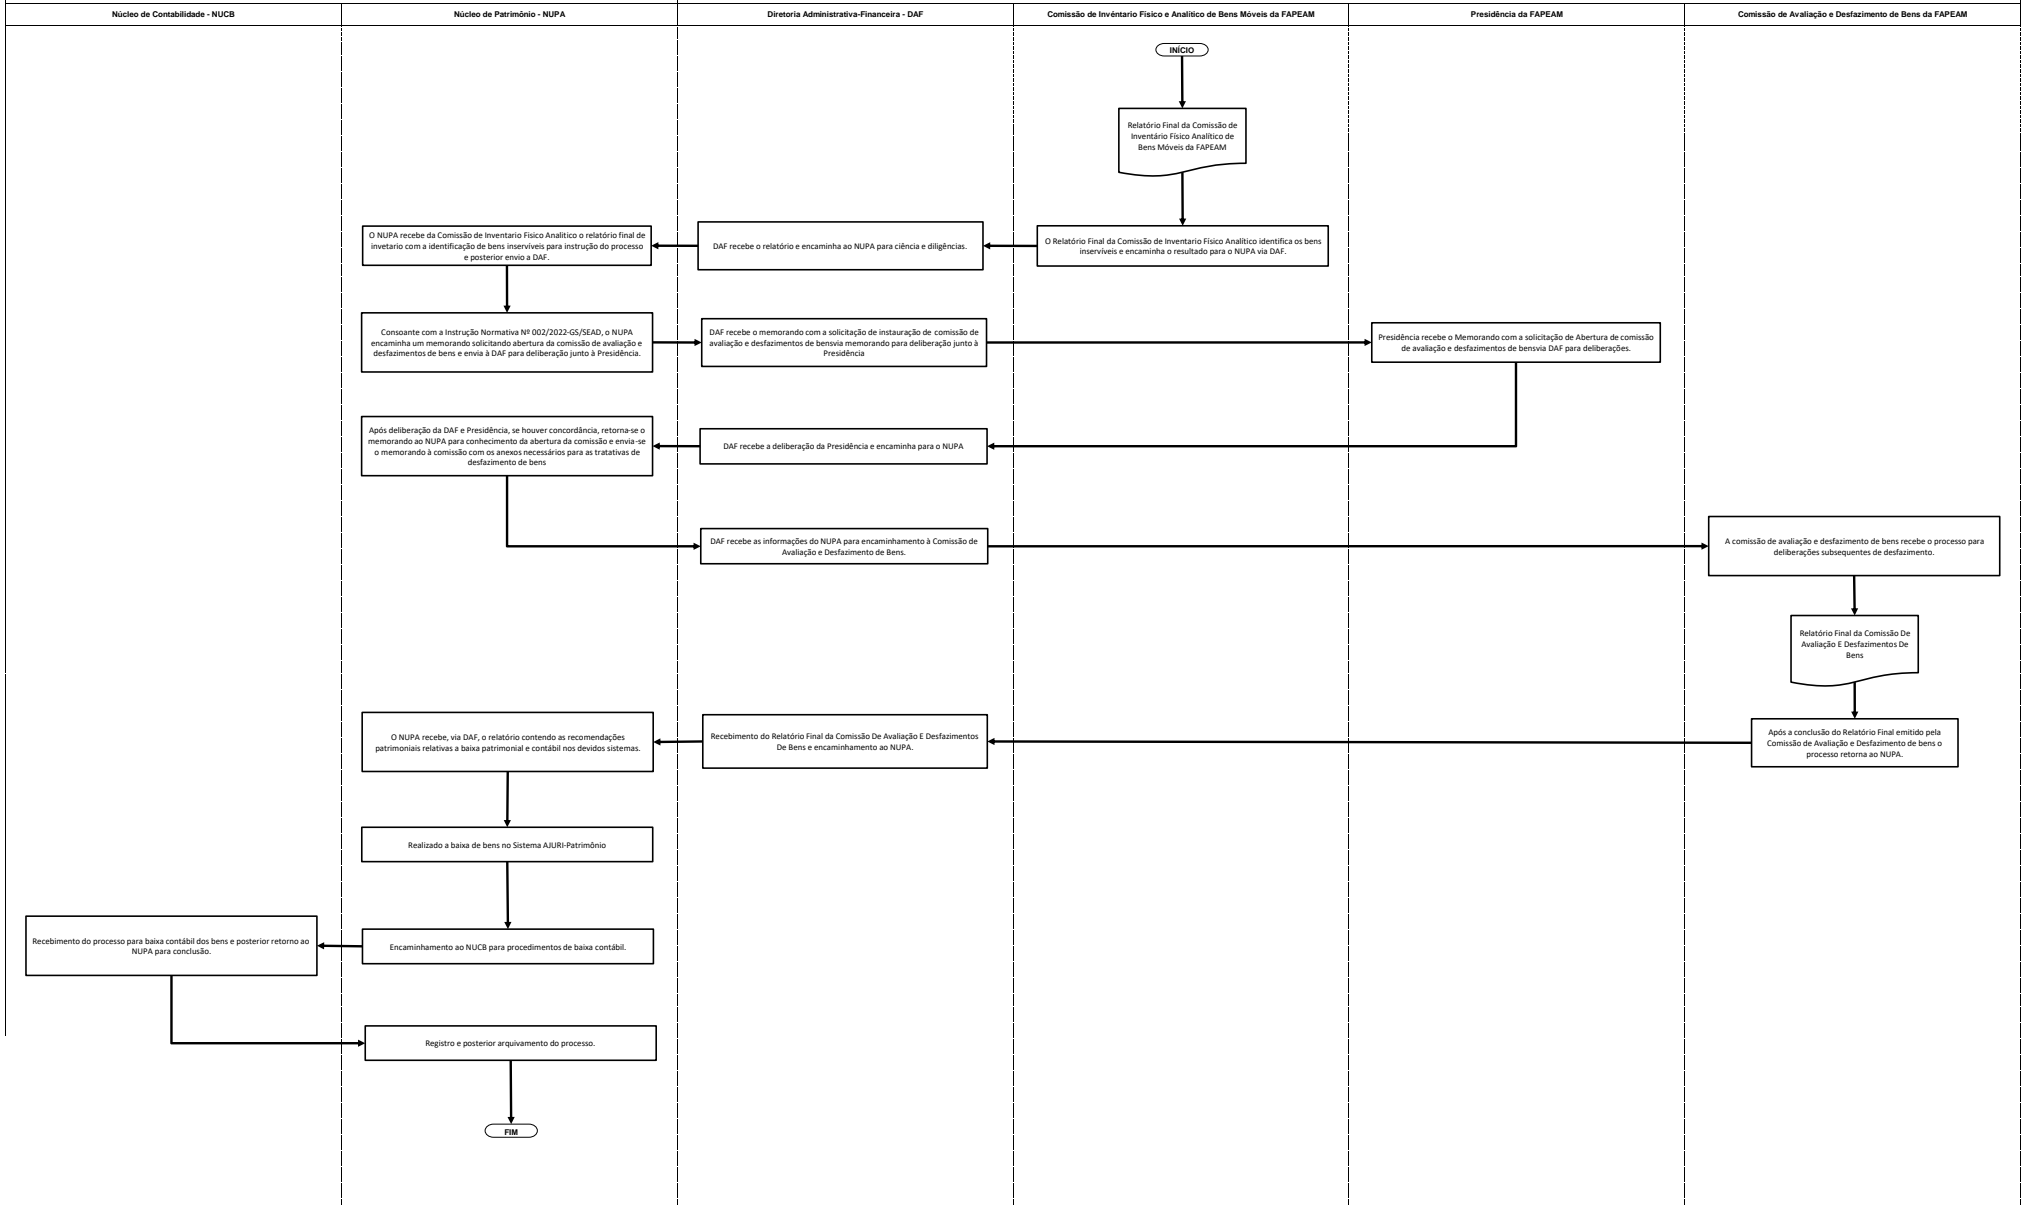 Núcleo de Contabilidade - NUCB
Núcleo de Patrimônio - NUPA
Diretoria Administrativa-Financeira - DAF
Comissão de Invéntario Fisico e Analítico de Bens Móveis da FAPEAM
Presidência da FAPEAM
Comissão de Avaliação e Desfazimento de Bens da FAPEAM
INÍCIO
Relatório Final da Comissão de
Inventário Físico Analítico de
Bens Móveis da FAPEAM
O NUPA recebe da Comissão de Inventario Fisico Analitico o relatório final de
invetario com a identificação de bens inservíveis para instrução do processo
e posterior envio a DAF.
DAF recebe o relatório e encaminha ao NUPA para ciência e diligências.
O Relatório Final da Comissão de Inventario Físico Analítico identifica os bens
inservíveis e encaminha o resultado para o NUPA via DAF.
Consoante com a Instrução Normativa Nº 002/2022-GS/SEAD, o NUPA
encaminha um memorando solicitando abertura da comissão de avaliação e
desfazimentos de bens e envia à DAF para deliberação junto à Presidência.
DAF recebe o memorando com a solicitação de instauração de comissão de
avaliação e desfazimentos de bensvia memorando para deliberação junto à
Presidência
Presidência recebe o Memorando com a solicitação de Abertura de comissão
de avaliação e desfazimentos de bensvia DAF para deliberações.
Após deliberação da DAF e Presidência, se houver concordância, retorna-se o
memorando ao NUPA para conhecimento da abertura da comissão e envia-se
o memorando à comissão com os anexos necessários para as tratativas de
desfazimento de bens
DAF recebe a deliberação da Presidência e encaminha para o NUPA
DAF recebe as informações do NUPA para encaminhamento à Comissão de
Avaliação e Desfazimento de Bens.
A comissão de avaliação e desfazimento de bens recebe o processo para
deliberações subsequentes de desfazimento.
Relatório Final da Comissão De
Avaliação E Desfazimentos De
Bens
O NUPA recebe, via DAF, o relatório contendo as recomendações
patrimoniais relativas a baixa patrimonial e contábil nos devidos sistemas.
Recebimento do Relatório Final da Comissão De Avaliação E Desfazimentos
De Bens e encaminhamento ao NUPA.
Após a conclusão do Relatório Final emitido pela
Comissão de Avaliação e Desfazimento de bens o
processo retorna ao NUPA.
Realizado a baixa de bens no Sistema AJURI-Patrimônio
Recebimento do processo para baixa contábil dos bens e posterior retorno ao
NUPA para conclusão.
Encaminhamento ao NUCB para procedimentos de baixa contábil.
Registro e posterior arquivamento do processo.
FIM